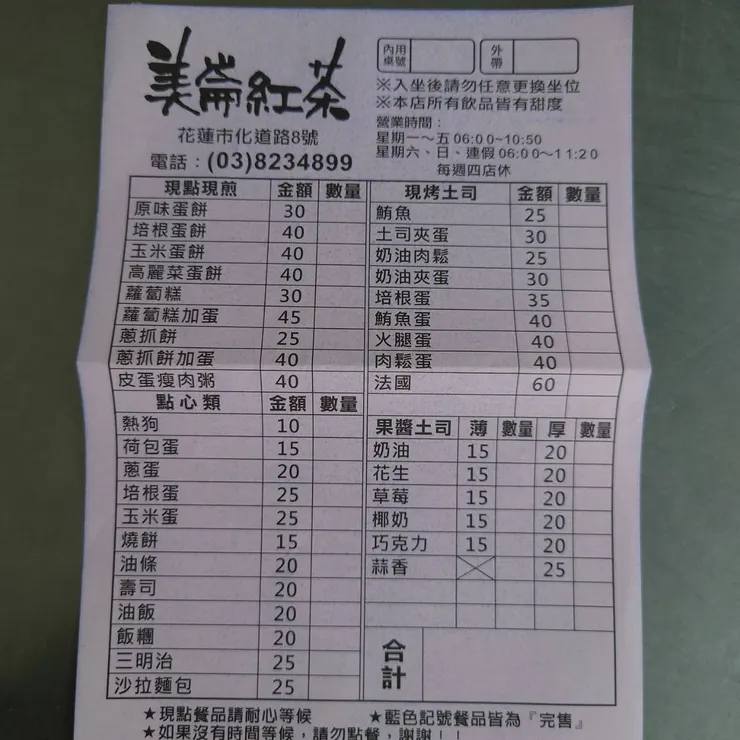 美崙紅茶
花蓮市化道路8號
電話：(03)8234899
內用桌號
外帶
※入坐後請勿任意更換坐位
※本店所有飲品皆有甜度
營業時間：
星期一～五 06:00~10:50
星期六、日、連假 06:00~11:20
每週四店休
現點現煎 金額 數量
原味蛋餅 30
培根蛋餅 40
玉米蛋餅 40
高麗菜蛋餅 40
蘿蔔糕 30
蘿蔔糕加蛋 45
蔥抓餅 25
蔥抓餅加蛋 40
皮蛋瘦肉粥 40
點心類 金額 數量
熱狗 10
荷包蛋 15
蔥蛋 20
培根蛋 25
玉米蛋 25
燒餅 15
油條 20
壽司 20
油飯 20
飯糰 20
三明治 25
沙拉麵包 25
現烤土司 金額 數量
鮪魚 25
土司夾蛋 30
奶油肉鬆 25
奶油夾蛋 30
培根蛋 35
鮪魚蛋 40
火腿蛋 40
肉鬆蛋 40
法國 60
果醬土司 薄 數量 厚 數量
奶油 15 20
花生 15 20
草莓 15 20
椰奶 15 20
巧克力 15 20
蒜香 25
合計
★現點餐品請耐心等候 ★藍色記號餐品皆為『完售』
★如果沒有時間等候，請勿點餐，謝謝！！